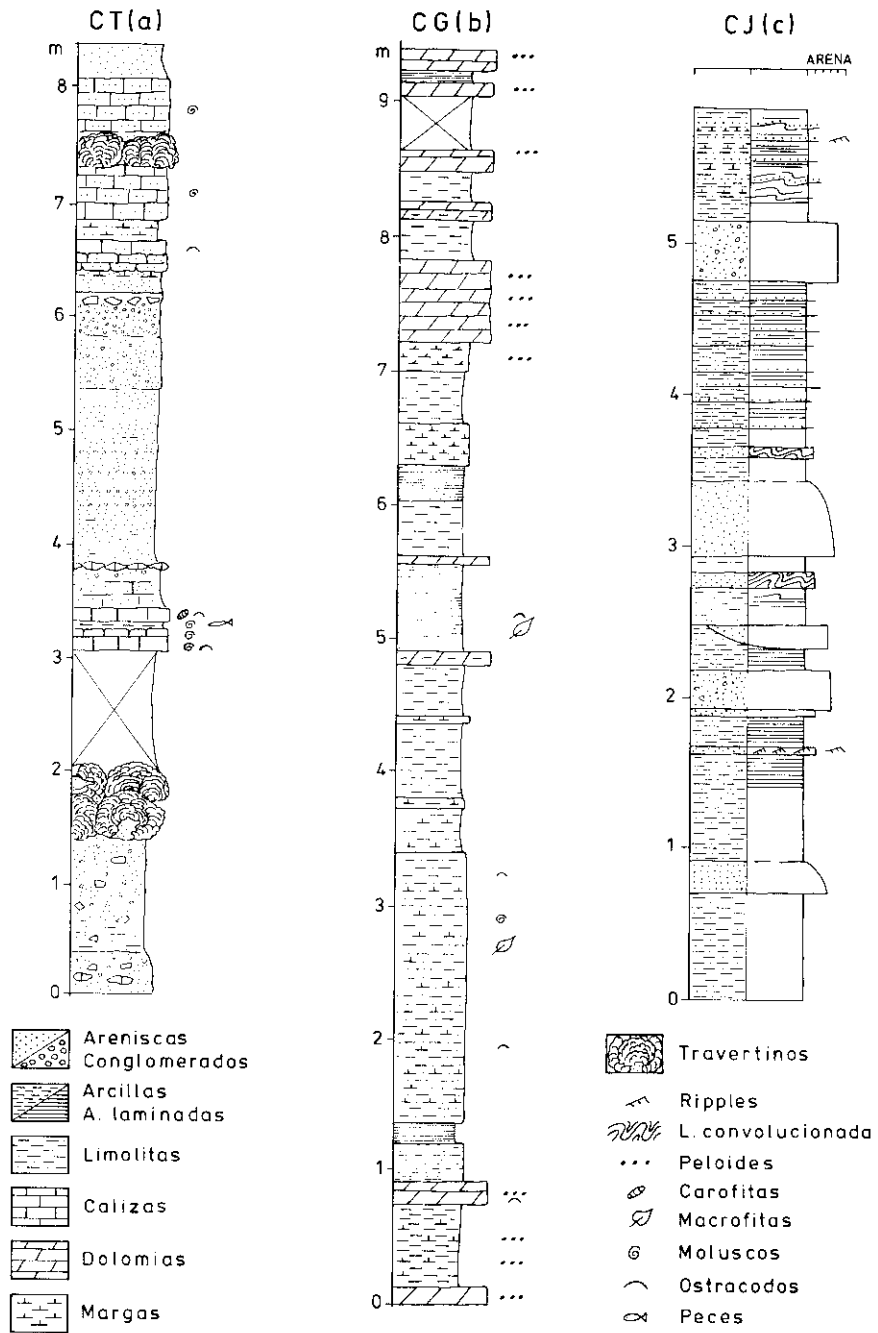 CT(a)
m
8
7
6
5
4
3
2
1
0
CG(b)
m
9
8
7
6
5
4
3
2
1
0
CJ(c)
ARENA
5
4
3
2
1
0
Areniscas
Conglomerados
Arcillas
A. laminadas
Limolitas
Calizas
Dolomias
Margas
Travertinos
Ripples
L. convolucionada
Peloides
Carofitas
Macrofitas
Moluscos
Ostracodos
Peces